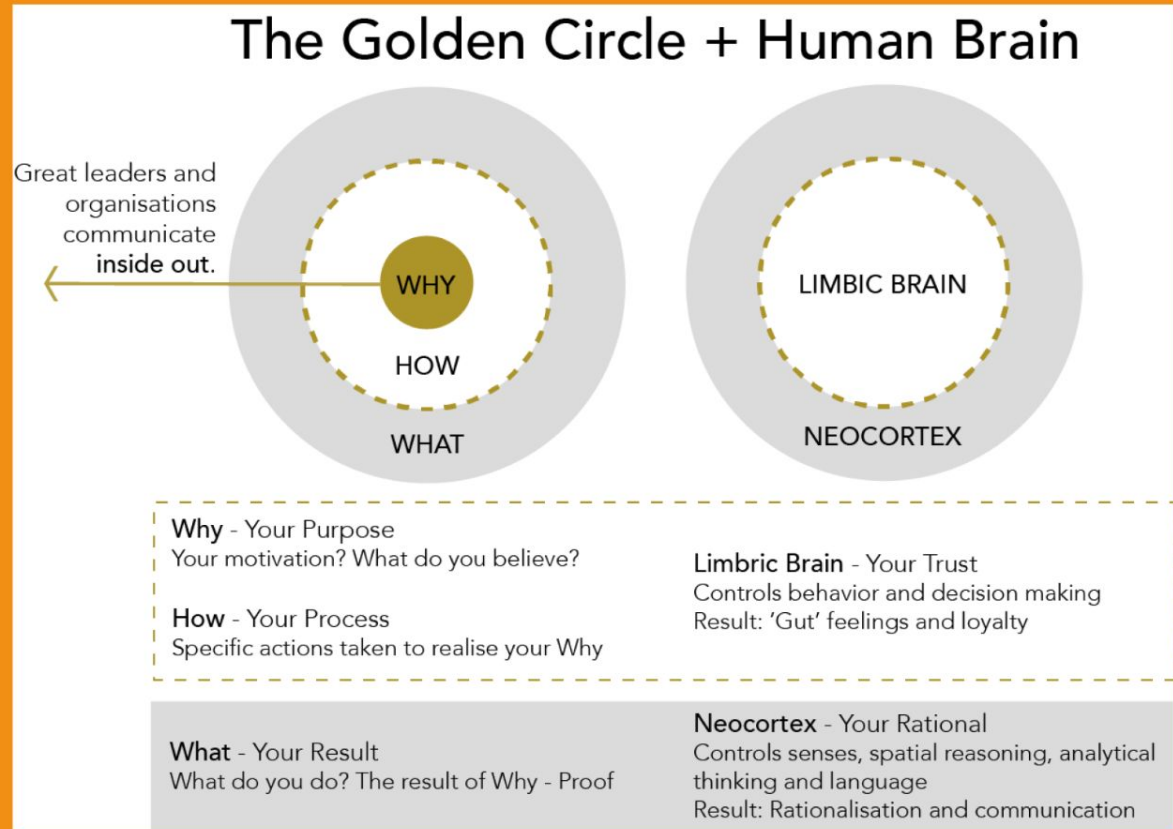 The Golden Circle + Human Brain
Great leaders and
organisations
communicate
inside out.
WHY
HOW
WHAT
LIMBIC BRAIN
NEOCORTEX
Why - Your Purpose
Your motivation? What do you believe?
How - Your Process
Specific actions taken to realise your Why
Limbric Brain - Your Trust
Controls behavior and decision making
Result: ‘Gut’ feelings and loyalty
What - Your Result
What do you do? The result of Why - Proof
Neocortex - Your Rational
Controls senses, spatial reasoning, analytical
thinking and language
Result: Rationalisation and communication